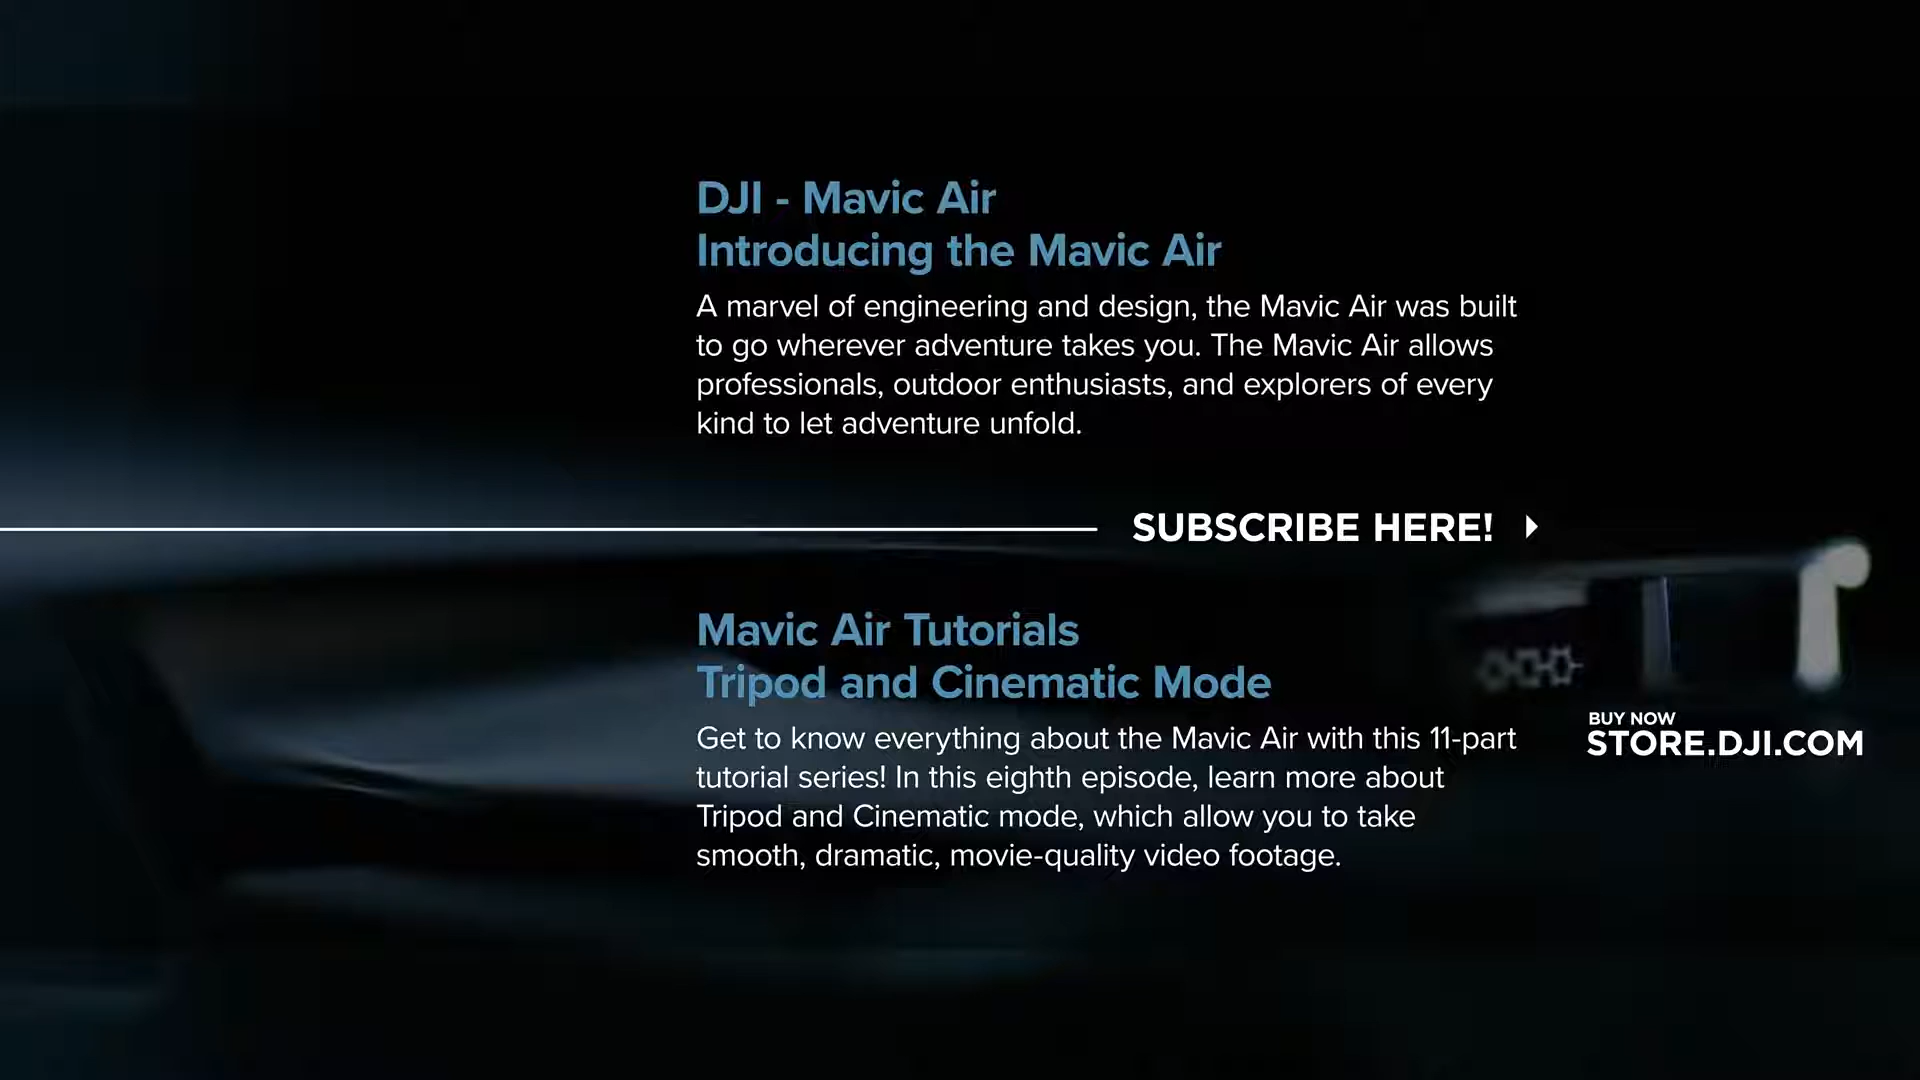 DJI - Mavic Air
Introducing the Mavic Air
A marvel of engineering and design, the Mavic Air was built
to go wherever adventure takes you. The Mavic Air allows
professionals, outdoor enthusiasts, and explorers of every
kind to let adventure unfold.
SUBSCRIBE HERE!
Mavic Air Tutorials
Tripod and Cinematic Mode
Get to know everything about the Mavic Air with this 11-part
tutorial series! In this eighth episode, learn more about
Tripod and Cinematic mode, which allow you to take
smooth, dramatic, movie-quality video footage.
BUY NOW
STORE.DJI.COM